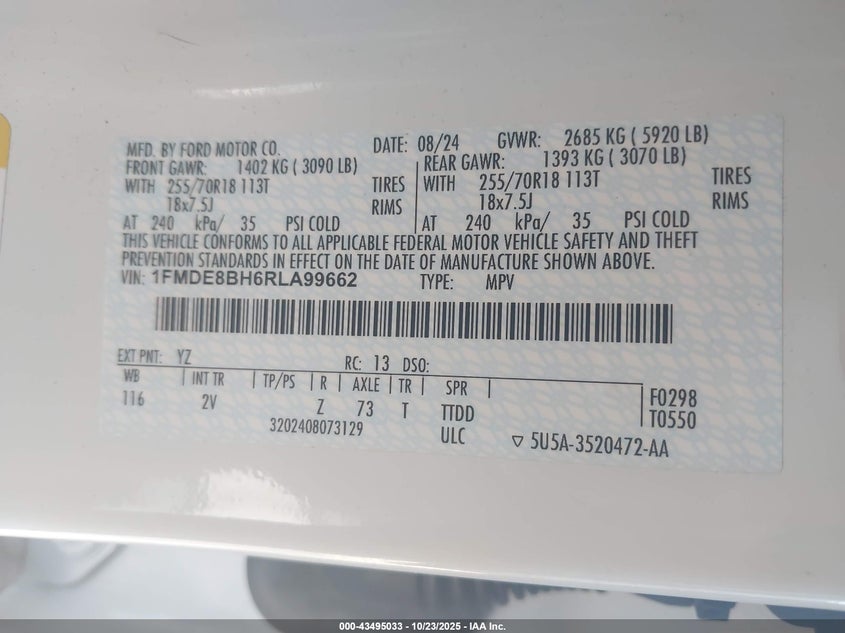 MFD. BY FORD MOTOR CO. DATE: 08/24 GVWR: 2685 KG ( 5920 LB)
FRONT GAWR: 1402 KG ( 3090 LB) REAR GAWR: 1393 KG ( 3070 LB)
WITH 255/70R18 113T TIRES WITH 255/70R18 113T TIRES
18x7.5J RIMS 18x7.5J RIMS
AT 240 kPa/ 35 PSI COLD AT 240 kPa/ 35 PSI COLD
THIS VEHICLE CONFORMS TO ALL APPLICABLE FEDERAL MOTOR VEHICLE SAFETY AND THEFT
PREVENTION STANDARDS IN EFFECT ON THE DATE OF MANUFACTURE SHOWN ABOVE.
VIN: 1FMDE8BH6RLA99662 TYPE: MPV
EXT PNT: YZ RC: 13 DSO:
WB | INT TR | TP/PS | R | AXLE | TR | SPR | F0298
116 2V Z 73 T TTDD T0550
3202408073129 ULC ▽ 5U5A-3520472-AA
000-43495033 - 10/23/2025 - IAA Inc.